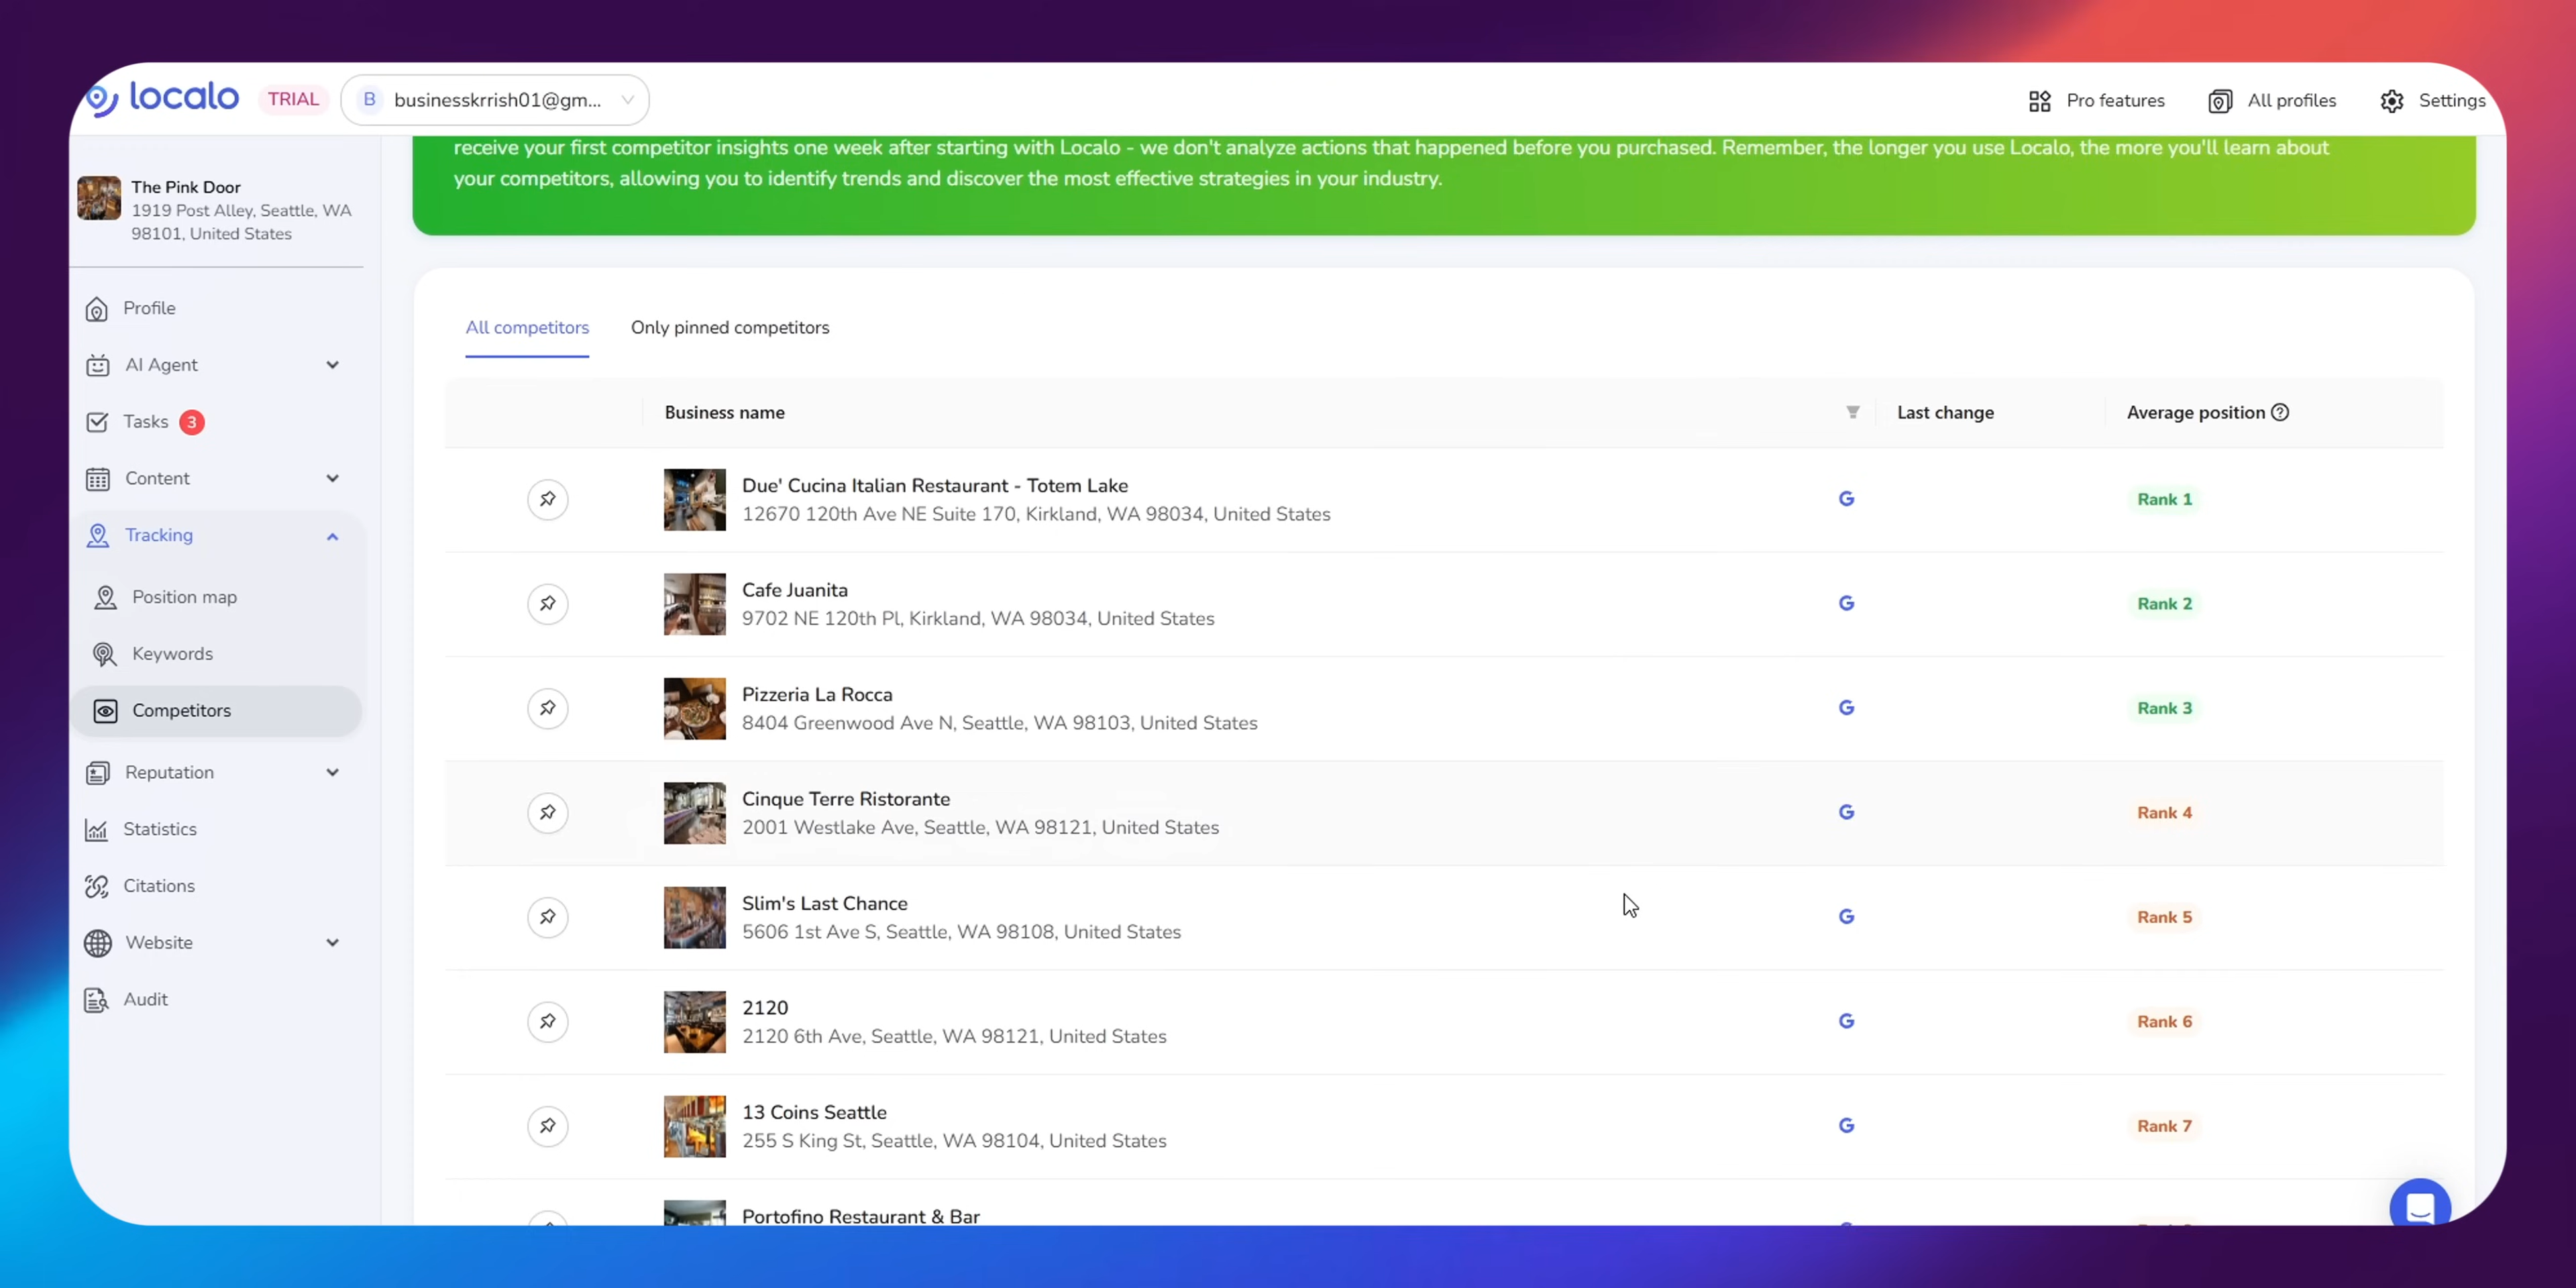 localo
TRIAL
B
businesskrrish01@gm...
Pro features
All profiles
Settings
The Pink Door
1919 Post Alley, Seattle, WA
98101, United States
Profile
AI Agent
Tasks
3
Content
Tracking
Position map
Keywords
Competitors
Reputation
Statistics
Citations
Website
Audit
receive your first competitor insights one week after starting with Localo - we don't analyze actions that happened before you purchased. Remember, the longer you use Localo, the more you'll learn about
your competitors, allowing you to identify trends and discover the most effective strategies in your industry.
All competitors
Only pinned competitors
Business name
Last change
Average position
Due' Cucina Italian Restaurant - Totem Lake
12670 120th Ave NE Suite 170, Kirkland, WA 98034, United States
G
Rank 1
Cafe Juanita
9702 NE 120th Pl, Kirkland, WA 98034, United States
G
Rank 2
Pizzeria La Rocca
8404 Greenwood Ave N, Seattle, WA 98103, United States
G
Rank 3
Cinque Terre Ristorante
2001 Westlake Ave, Seattle, WA 98121, United States
G
Rank 4
Slim's Last Chance
5606 1st Ave S, Seattle, WA 98108, United States
G
Rank 5
2120
2120 6th Ave, Seattle, WA 98121, United States
G
Rank 6
13 Coins Seattle
255 S King St, Seattle, WA 98104, United States
G
Rank 7
Portofino Restaurant & Bar